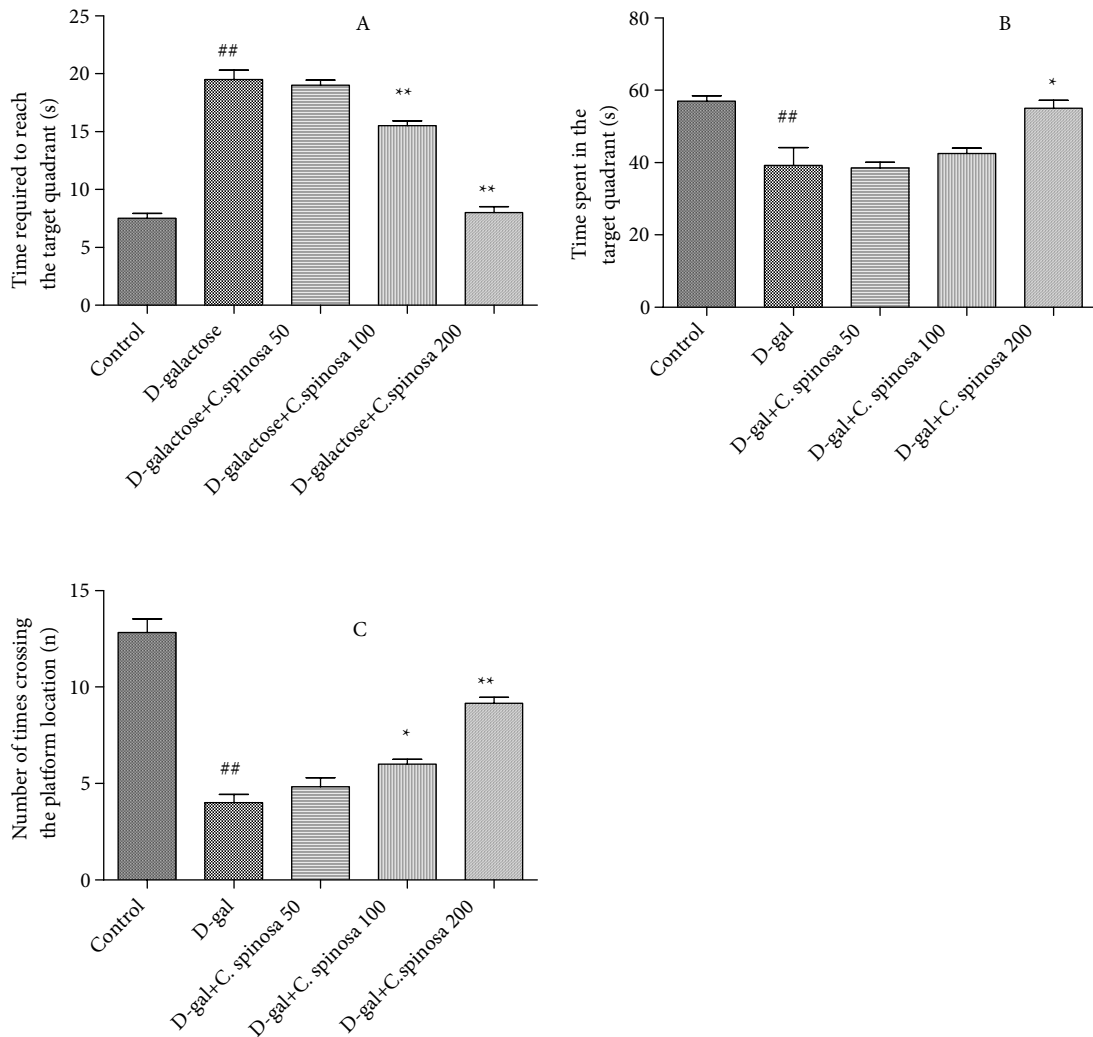 A
Time required to reach
the target quadrant (s)
25
20
15
10
5
0
##
**
**
Control
D-galactose
D-galactose+C.spinosa 50
D-galactose+C.spinosa 100
D-galactose+C.spinosa 200
B
Time spent in the
target quadrant (s)
80
60
40
20
0
##
*
Control
D-gal
D-gal+C. spinosa 50
D-gal+C. spinosa 100
D-gal+C. spinosa 200
C
Number of times crossing
the platform location (n)
15
10
5
0
##
*
**
Control
D-gal
D-gal+C. spinosa 50
D-gal+C. spinosa 100
D-gal+C.spinosa 200